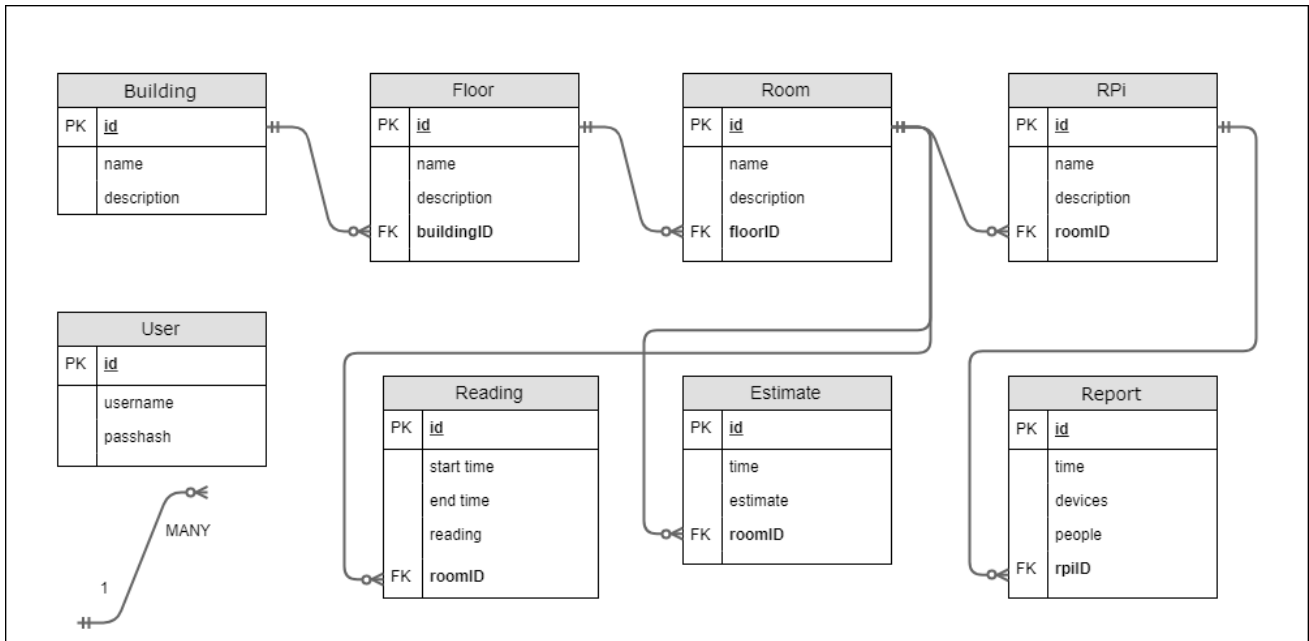 Building
PK id
name
description
Floor
PK id
name
description
FK buildingID
Room
PK id
name
description
FK floorID
RPi
PK id
name
description
FK roomID
User
PK id
username
passhash
Reading
PK id
start time
end time
reading
FK roomID
Estimate
PK id
time
estimate
FK roomID
Report
PK id
time
devices
people
FK rpiID
MANY
1